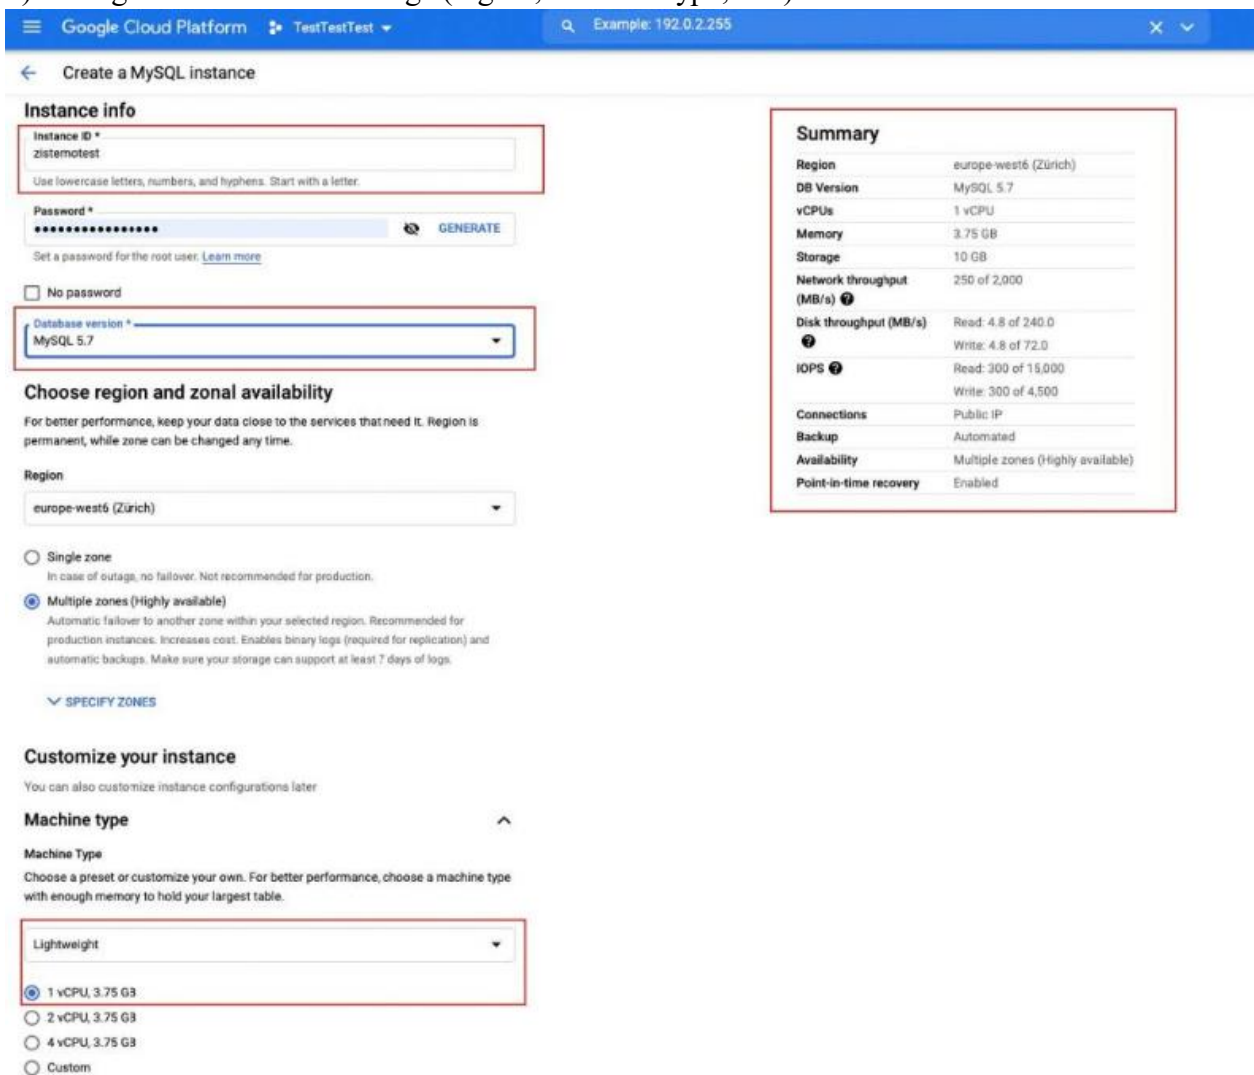 Google Cloud Platform TestTestTest Example: 192.0.2.255
Create a MySQL instance
Instance info
Instance ID *
zistemotest
Use lowercase letters, numbers, and hyphens. Start with a letter.
Password *
••••••••••••••••
GENERATE
Set a password for the root user. Learn more
No password
Database version *
MySQL 5.7
Choose region and zonal availability
For better performance, keep your data close to the services that need it. Region is
permanent, while zone can be changed any time.
Region
europe-west6 (Zürich)
Single zone
In case of outage, no failover. Not recommended for production.
Multiple zones (Highly available)
Automatic failover to another zone within your selected region. Recommended for
production instances. Increases cost. Enables binary logs (required for replication) and
automatic backups. Make sure your storage can support at least 7 days of logs.
SPECIFY ZONES
Customize your instance
You can also customize instance configurations later
Machine type
Machine Type
Choose a preset or customize your own. For better performance, choose a machine type
with enough memory to hold your largest table.
Lightweight
1 vCPU, 3.75 GB
2 vCPU, 3.75 GB
4 vCPU, 3.75 GB
Custom
Summary
Region europe-west6 (Zürich)
DB Version MySQL 5.7
vCPUs 1 vCPU
Memory 3.75 GB
Storage 10 GB
Network throughput 250 of 2,000
(MB/s)
Disk throughput (MB/s) Read: 4.8 of 240.0
Write: 4.8 of 72.0
IOPS Read: 300 of 15,000
Write: 300 of 4,500
Connections Public IP
Backup Automated
Availability Multiple zones (Highly available)
Point-in-time recovery Enabled